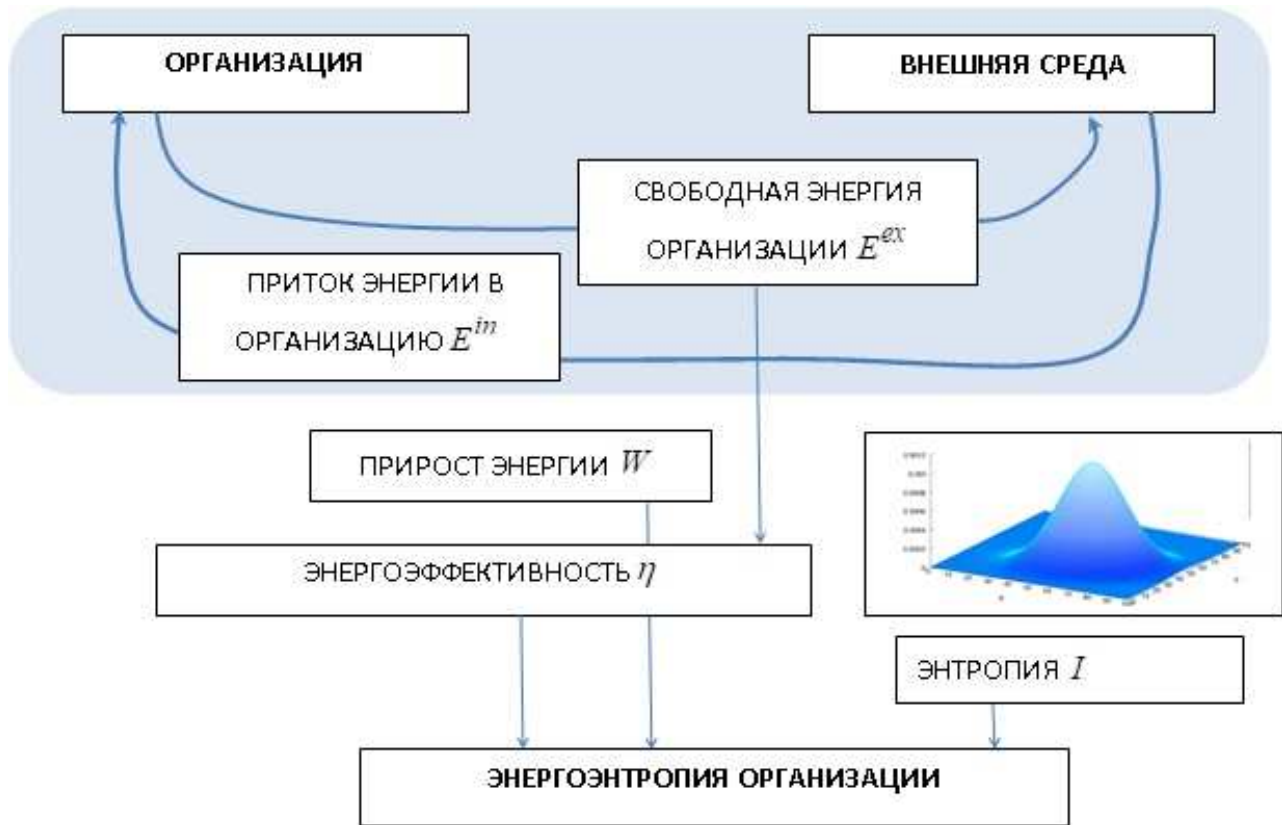 ОРГАНИЗАЦИЯ
ВНЕШНЯЯ СРЕДА
СВОБОДНАЯ ЭНЕРГИЯ
ОРГАНИЗАЦИИ E^ex
ПРИТОК ЭНЕРГИИ В
ОРГАНИЗАЦИЮ E^in
ПРИРОСТ ЭНЕРГИИ W
ЭНЕРГОЭФФЕКТИВНОСТЬ η
ЭНТРОПИЯ I
ЭНЕРГОЭНТРОПИЯ ОРГАНИЗАЦИИ